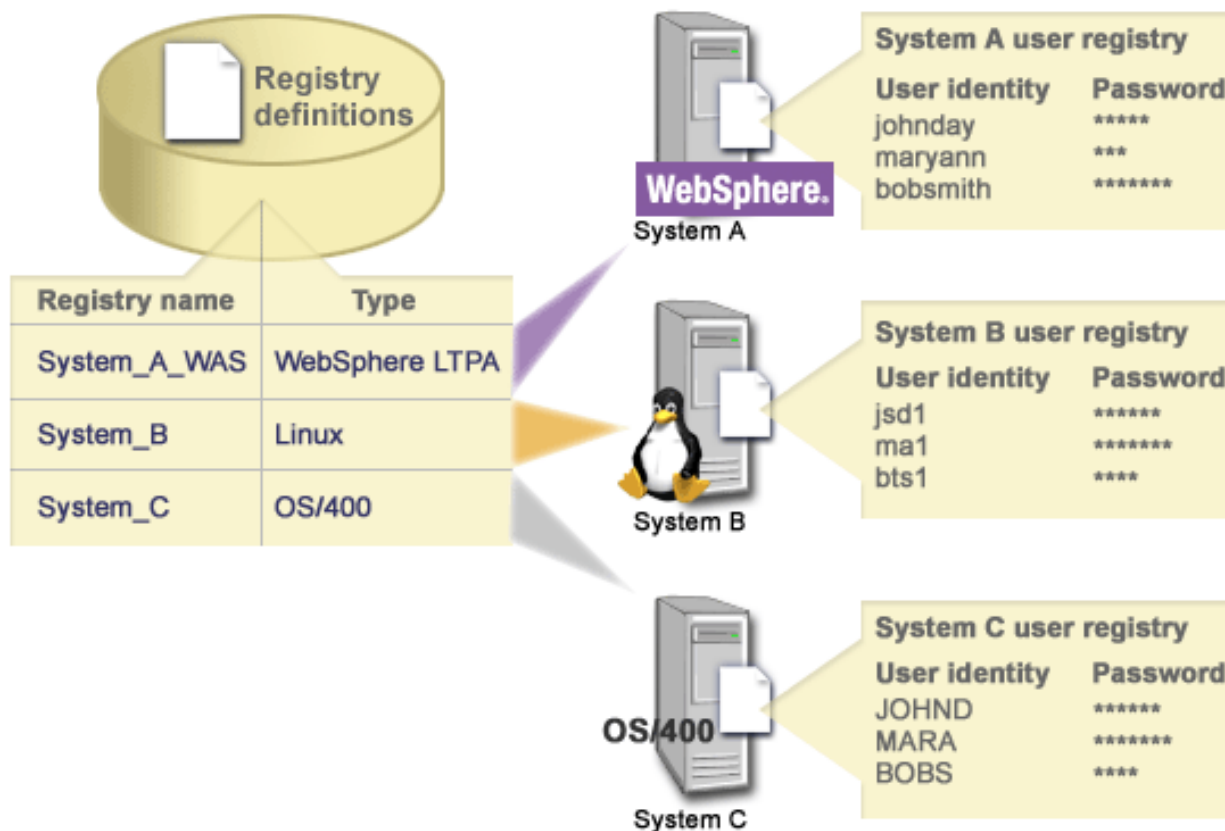 Registry
definitions
Registry name Type
System_A_WAS WebSphere LTPA
System_B Linux
System_C OS/400
WebSphere.
System A
System A user registry
User identity Password
johnday *****
maryann ***
bobsmith *******
System B
System B user registry
User identity Password
jsd1 ******
ma1 *******
bts1 ****
OS/400
System C
System C user registry
User identity Password
JOHND ******
MARA *******
BOBS ****